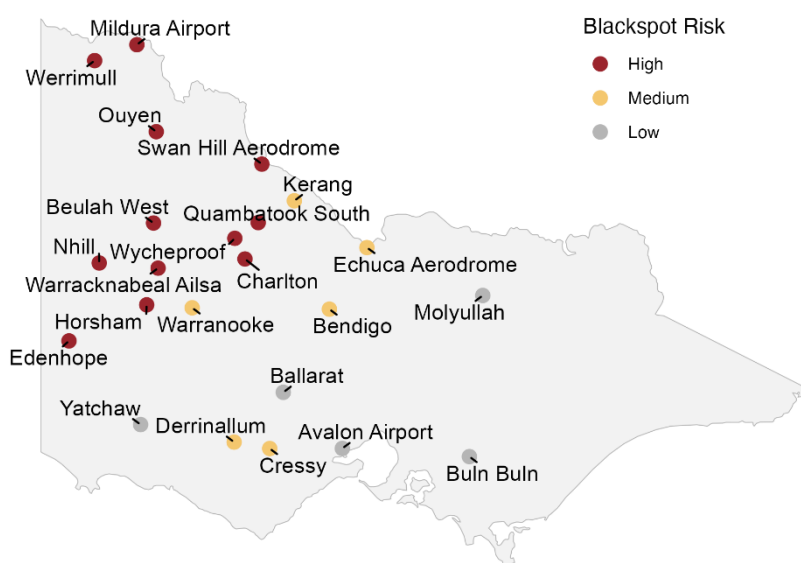 Blackspot Risk
High
Medium
Low
Mildura Airport
Werrimull
Ouyen
Swan Hill Aerodrome
Kerang
Beulah West
Quambatook South
Nhill
Wycheproof
Echuca Aerodrome
Warracknabeal Ailsa
Charlton
Horsham
Warranooke
Bendigo
Molyullah
Edenhope
Ballarat
Yatchaw
Derrinallum
Avalon Airport
Cressy
Buln Buln